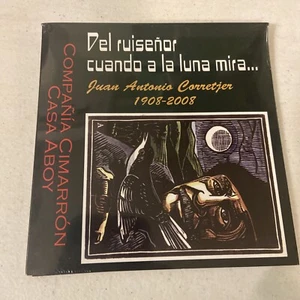 Del ruiseñor
cuando a la luna mira...
Juan Antonio Corretjer
1908-2008
COMPAÑÍA CIMARRÓN
CASA ABOY